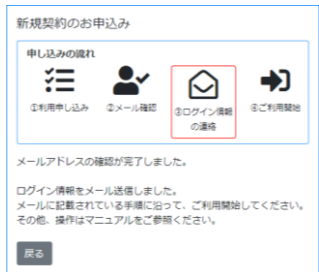 新規契約のお申込み
申し込みの流れ
①利用申し込み
②メール確認
③ログイン情報
の連絡
④ご利用開始
メールアドレスの確認が完了しました。
ログイン情報をメール送信しました。
メールに記載されている手順に沿って、ご利用開始してください。
その他、操作はマニュアルをご参照ください。
戻る